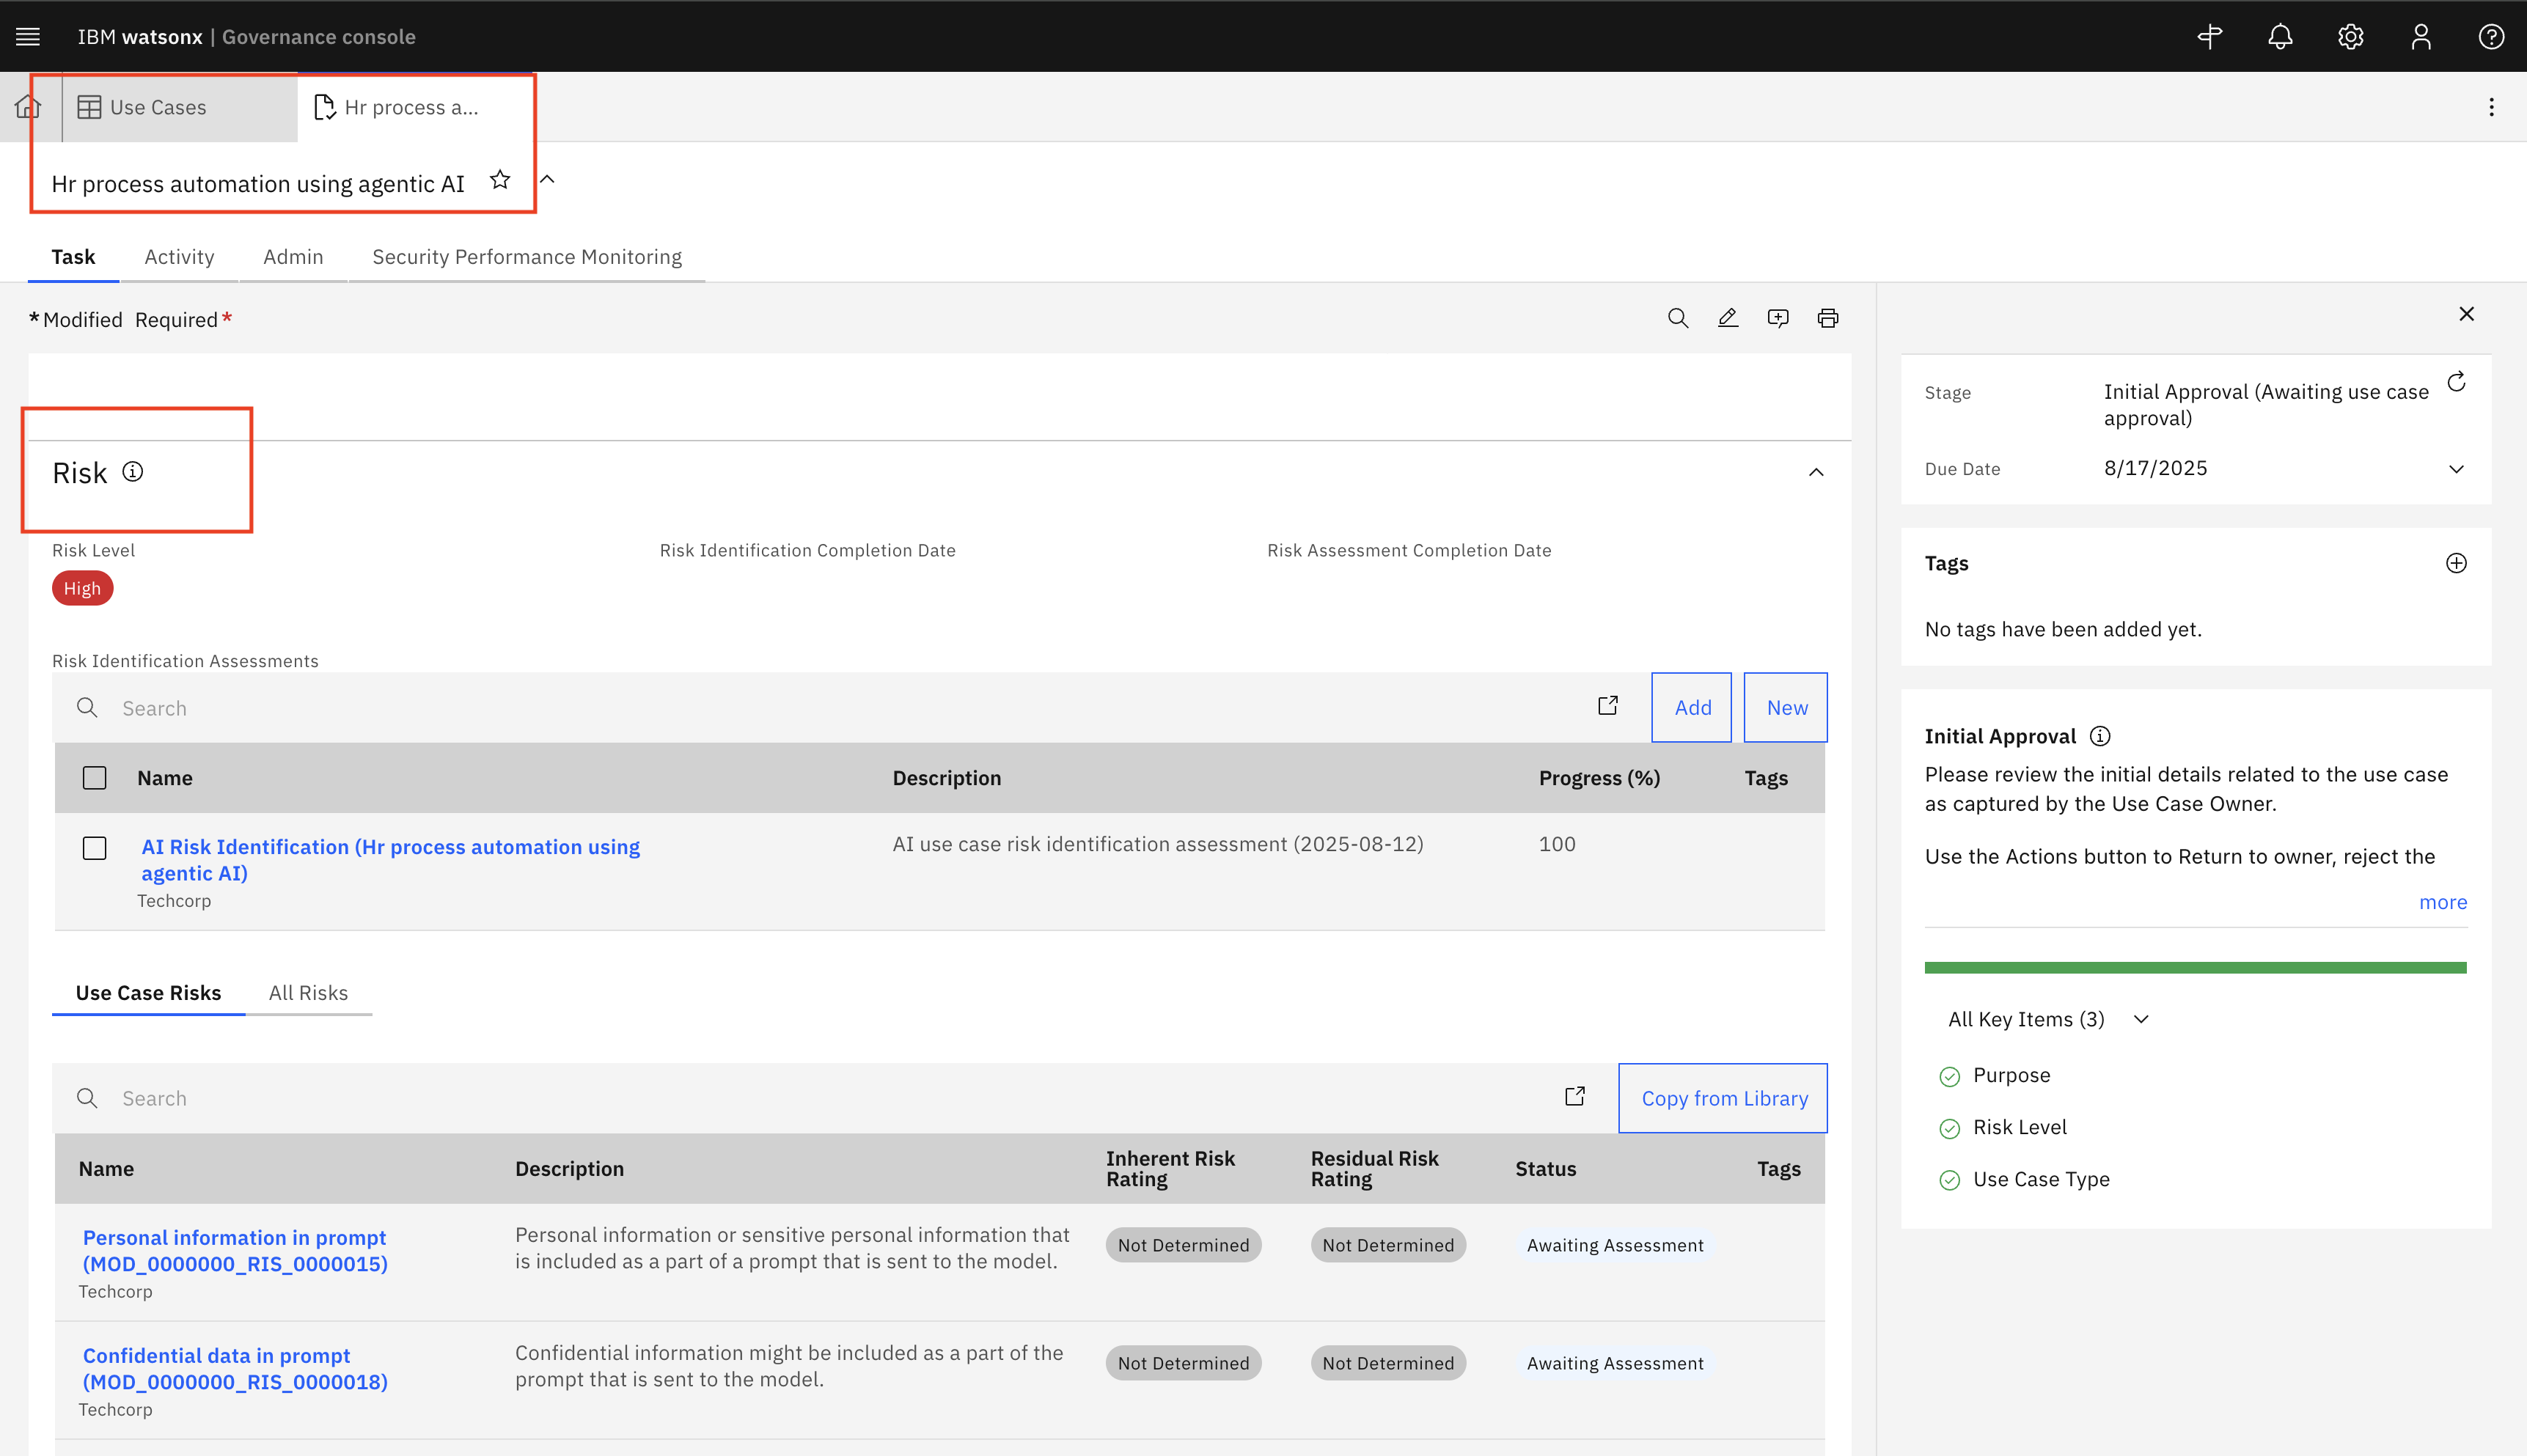 IBM watsonx | Governance console
Use Cases
Hr process a...
Hr process automation using agentic AI
Task
Activity
Admin
Security Performance Monitoring
*Modified Required*
Risk
Risk Level
Risk Identification Completion Date
Risk Assessment Completion Date
High
Risk Identification Assessments
Search
Add
New
Name
Description
Progress (%)
Tags
AI Risk Identification (Hr process automation using
agentic AI)
Techcorp
AI use case risk identification assessment (2025-08-12)
100
Use Case Risks
All Risks
Search
Copy from Library
Name
Description
Inherent Risk
Rating
Residual Risk
Rating
Status
Tags
Personal information in prompt
(MOD_0000000_RIS_0000015)
Techcorp
Personal information or sensitive personal information that
is included as a part of a prompt that is sent to the model.
Not Determined
Not Determined
Awaiting Assessment
Confidential data in prompt
(MOD_0000000_RIS_0000018)
Techcorp
Confidential information might be included as a part of the
prompt that is sent to the model.
Not Determined
Not Determined
Awaiting Assessment
Stage
Initial Approval (Awaiting use case
approval)
Due Date
8/17/2025
Tags
No tags have been added yet.
Initial Approval
Please review the initial details related to the use case
as captured by the Use Case Owner.
Use the Actions button to Return to owner, reject the
more
All Key Items (3)
Purpose
Risk Level
Use Case Type